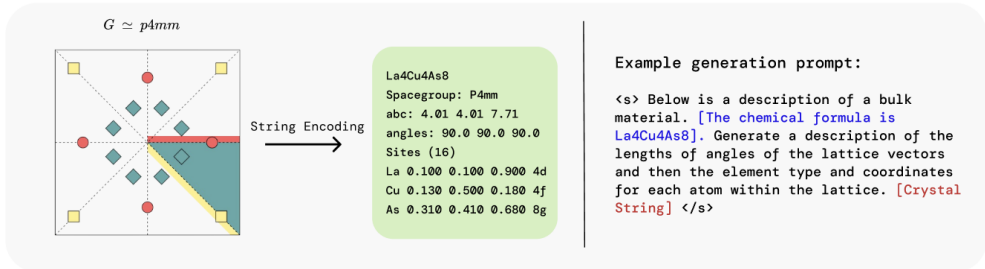 G ≃ p4mm
String Encoding
La4Cu4As8
Spacegroup: P4mm
abc: 4.01 4.01 7.71
angles: 90.0 90.0 90.0
Sites (16)
La 0.100 0.100 0.900 4d
Cu 0.130 0.500 0.180 4f
As 0.310 0.410 0.680 8g
Example generation prompt:
<s> Below is a description of a bulk
material. [The chemical formula is
La4Cu4As8]. Generate a description of the
lengths of angles of the lattice vectors
and then the element type and coordinates
for each atom within the lattice. [Crystal
String] </s>